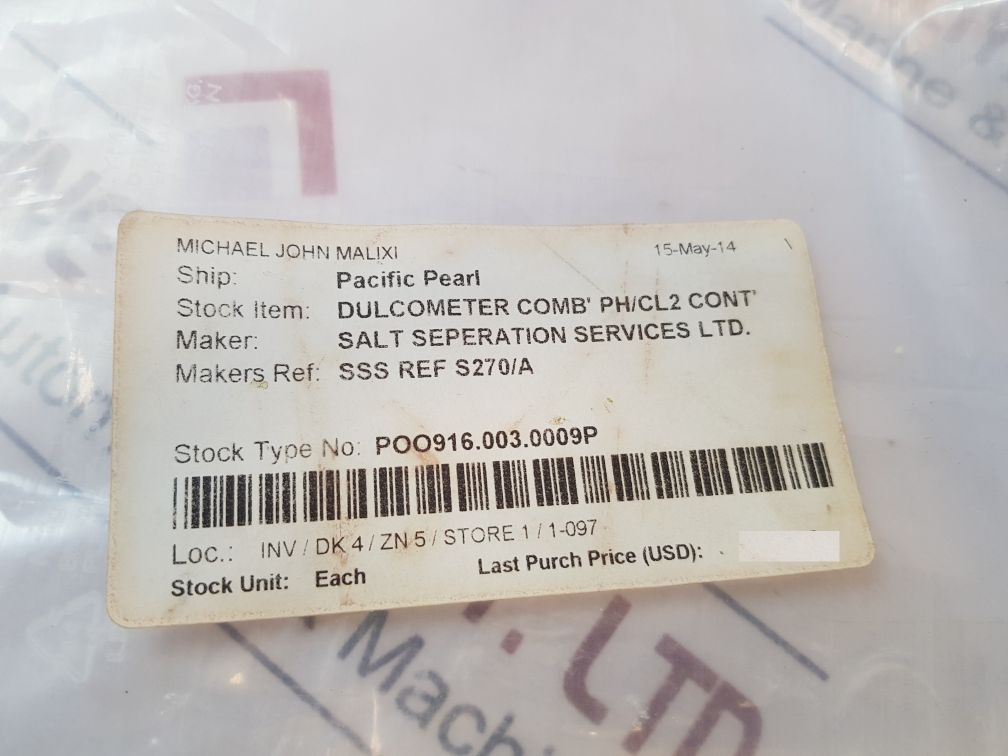 MICHAEL JOHN MALIXI 15-May-14
Ship: Pacific Pearl
Stock Item: DULCOMETER COMB' PH/CL2 CONT'
Maker: SALT SEPERATION SERVICES LTD.
Makers Ref: SSS REF S270/A
Stock Type No: POO916.003.0009P
Loc.: INV / DK 4 / ZN 5 / STORE 1 / 1-097
Stock Unit: Each Last Purch Price (USD):
LTD